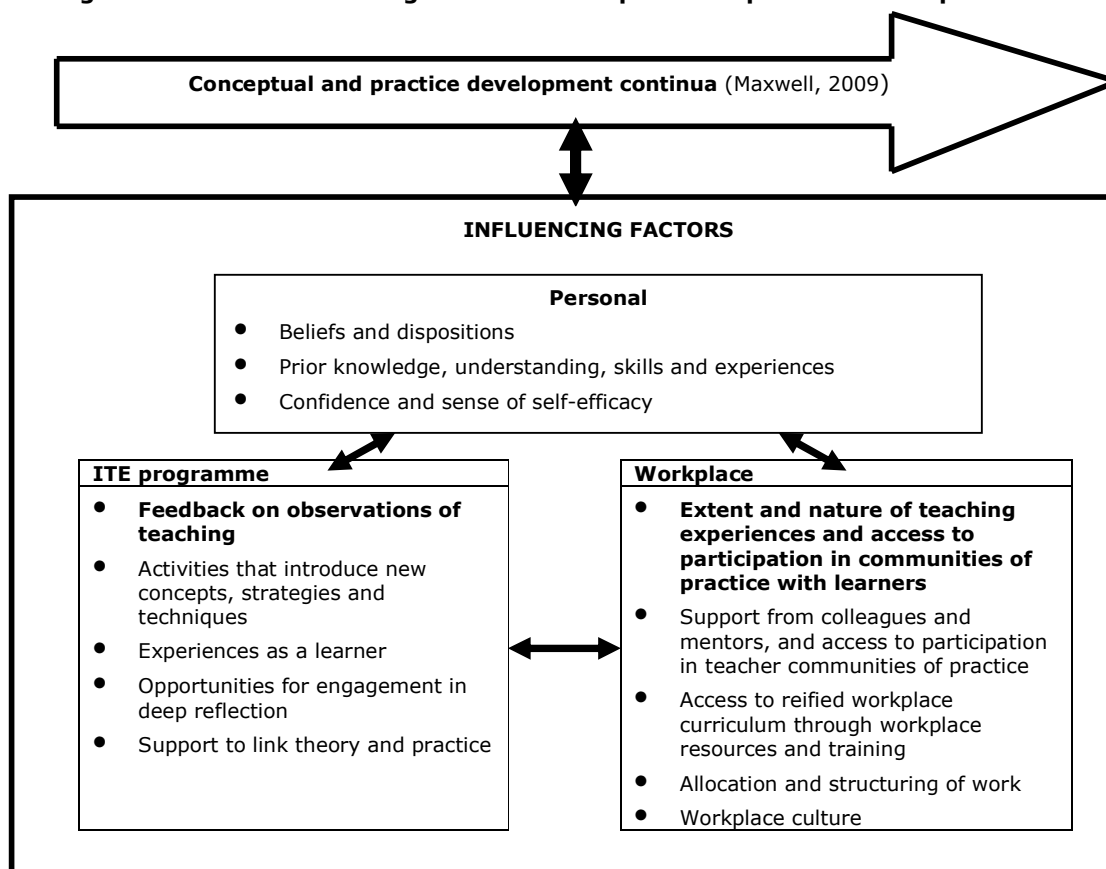 Conceptual and practice development continua (Maxwell, 2009)
INFLUENCING FACTORS
Personal
• Beliefs and dispositions
• Prior knowledge, understanding, skills and experiences
• Confidence and sense of self-efficacy
ITE programme
• Feedback on observations of
teaching
• Activities that introduce new
concepts, strategies and
techniques
• Experiences as a learner
• Opportunities for engagement in
deep reflection
• Support to link theory and practice
Workplace
• Extent and nature of teaching
experiences and access to
participation in communities of
practice with learners
• Support from colleagues and
mentors, and access to participation
in teacher communities of practice
• Access to reified workplace
curriculum through workplace
resources and training
• Allocation and structuring of work
• Workplace culture